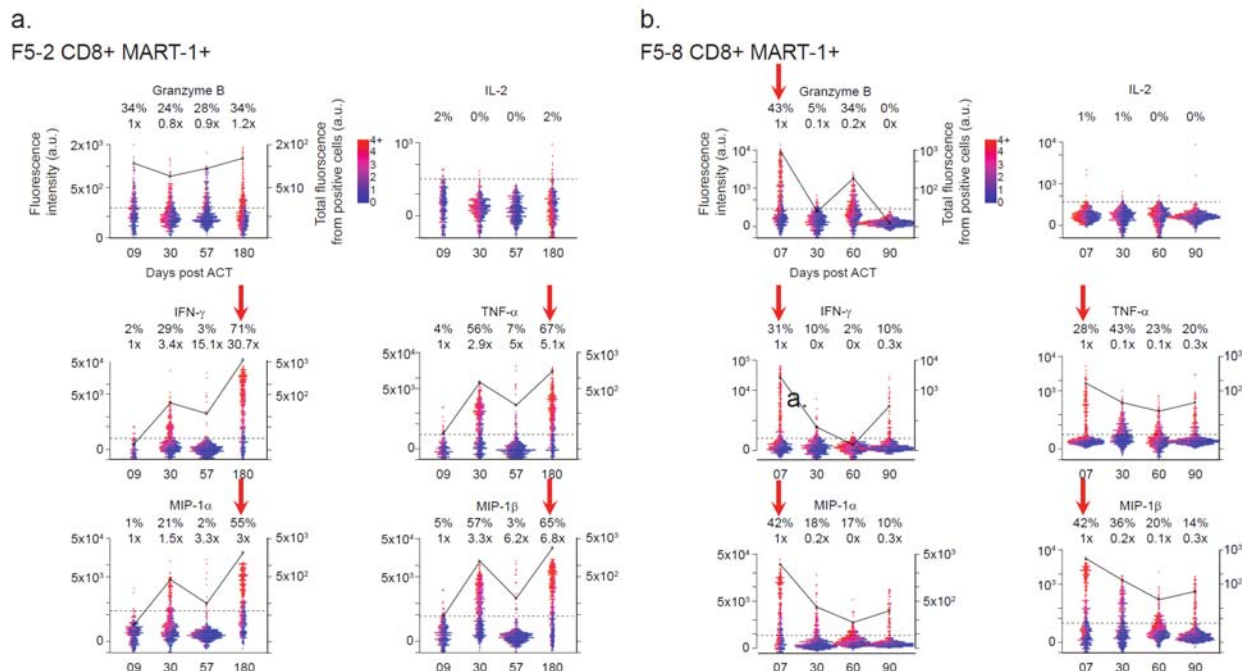 a.
F5-2 CD8+ MART-1+
Granzyme B
34% 24% 28% 34%
1x 0.8x 0.9x 1.2x
Fluorescence intensity (a.u.)
2x10³
5x10²
0
2x10²
5x10
09 30 57 180
Days post ACT
Total fluorscence from positive cells (a.u.)
4+
3
2
1
0
IL-2
2% 0% 0% 2%
10³
0
09 30 57 180
IFN-γ
2% 29% 3% 71%
1x 3.4x 15.1x 30.7x
5x10⁴
5x10³
0
5x10³
5x10²
09 30 57 180
TNF-α
4% 56% 7% 67%
1x 2.9x 5x 5.1x
5x10⁴
5x10³
0
5x10³
5x10²
09 30 57 180
MIP-1α
1% 21% 2% 55%
1x 1.5x 3.3x 3x
5x10⁴
5x10³
0
5x10³
5x10²
09 30 57 180
MIP-1β
5% 57% 3% 65%
1x 3.3x 6.2x 6.8x
5x10⁴
5x10³
0
5x10³
5x10²
09 30 57 180
b.
F5-8 CD8+ MART-1+
Granzyme B
43% 5% 34% 0%
1x 0.1x 0.2x 0x
Fluorescence intensity (a.u.)
10⁴
10³
0
10³
10²
07 30 60 90
Days post ACT
Total fluorescence from positive cells (a.u.)
4+
3
2
1
0
IL-2
1% 1% 0% 0%
10⁴
10³
0
07 30 60 90
IFN-γ
31% 10% 2% 10%
1x 0x 0x 0.3x
10⁵
10⁴
0
10⁴
10³
a.
07 30 60 90
TNF-α
28% 43% 23% 20%
1x 0.1x 0.1x 0.3x
10⁴
10³
0
10³
10²
07 30 60 90
MIP-1α
42% 18% 17% 10%
1x 0.2x 0x 0.3x
5x10⁴
5x10³
0
5x10³
5x10²
07 30 60 90
MIP-1β
42% 36% 20% 14%
1x 0.2x 0.1x 0.3x
10⁴
10³
0
10³
10²
07 30 60 90